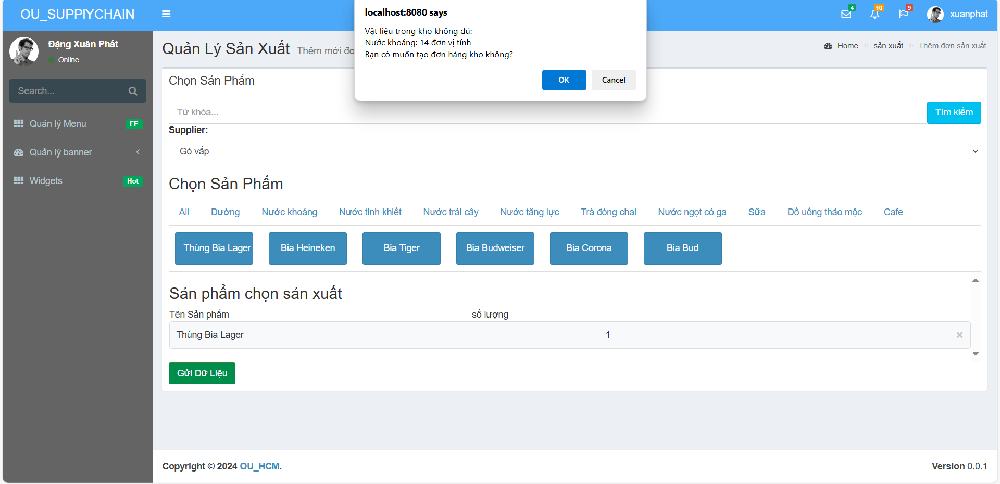 OU_SUPPIYCHAIN
4
10
9
xuanphat
localhost:8080 says
Vật liệu trong kho không đủ:
Nước khoáng: 14 đơn vị tính
Bạn có muốn tạo đơn hàng kho không?
OK
Cancel
Đặng Xuân Phát
Online
Search...
Quản lý Menu
FE
Quản lý banner
Widgets
Hot
Quản Lý Sản Xuất Thêm mới đo
Home > sản xuất > Thêm đơn sản xuất
Chọn Sản Phẩm
Từ khóa...
Tìm kiếm
Supplier:
Gò vấp
Chọn Sản Phẩm
All Đường Nước khoáng Nước tinh khiết Nước trái cây Nước tăng lực Trà đóng chai Nước ngọt có ga Sữa Đồ uống thảo mộc Cafe
Thùng Bia Lager Bia Heineken Bia Tiger Bia Budweiser Bia Corona Bia Bud
Sản phẩm chọn sản xuất
Tên Sản phẩm số lượng
Thùng Bia Lager 1 ×
Gửi Dữ Liệu
Copyright © 2024 OU_HCM.
Version 0.0.1